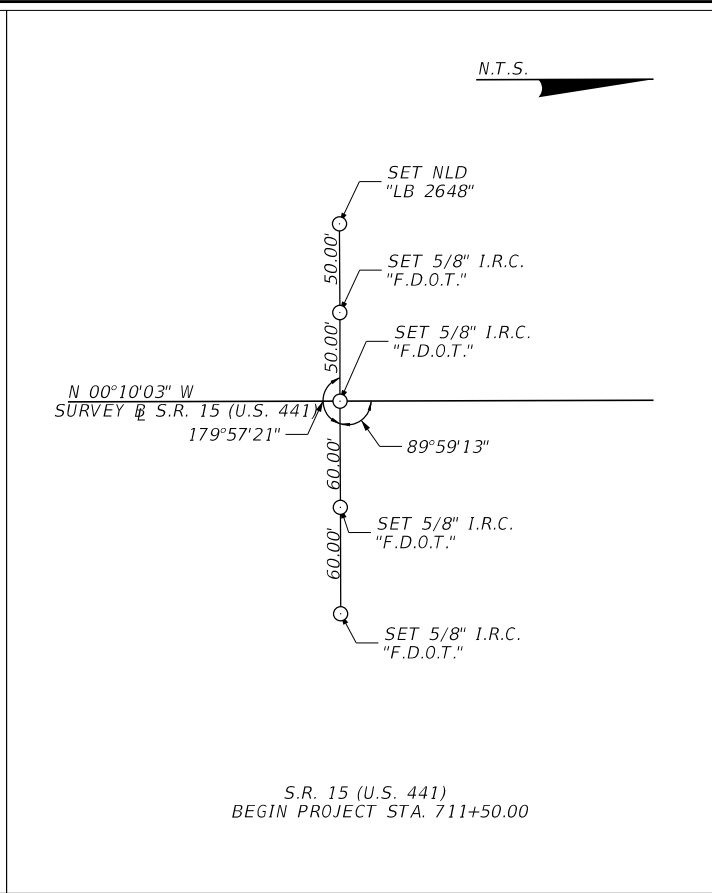 N.T.S.
SET NLD
"LB 2648"
50.00'
SET 5/8" I.R.C.
"F.D.O.T."
50.00'
SET 5/8" I.R.C.
"F.D.O.T."
N 00°10'03" W
SURVEY BL S.R. 15 (U.S. 441)
179°57'21"
89°59'13"
60.00'
SET 5/8" I.R.C.
"F.D.O.T."
60.00'
SET 5/8" I.R.C.
"F.D.O.T."
S.R. 15 (U.S. 441)
BEGIN PROJECT STA. 711+50.00